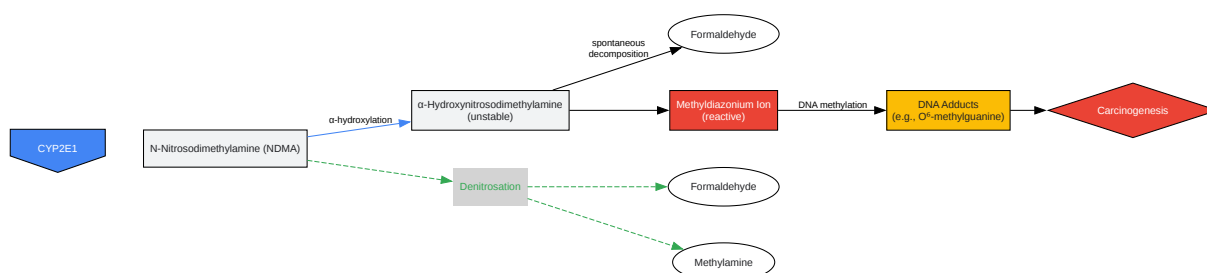 Formaldehyde
spontaneous
decomposition
α-Hydroxynitrosodimethylamine
(unstable)
Methyldiazonium Ion
(reactive)
DNA methylation
DNA Adducts
(e.g., O⁶-methylguanine)
Carcinogenesis
α-hydroxylation
CYP2E1
N-Nitrosodimethylamine (NDMA)
Denitrosation
Formaldehyde
Methylamine